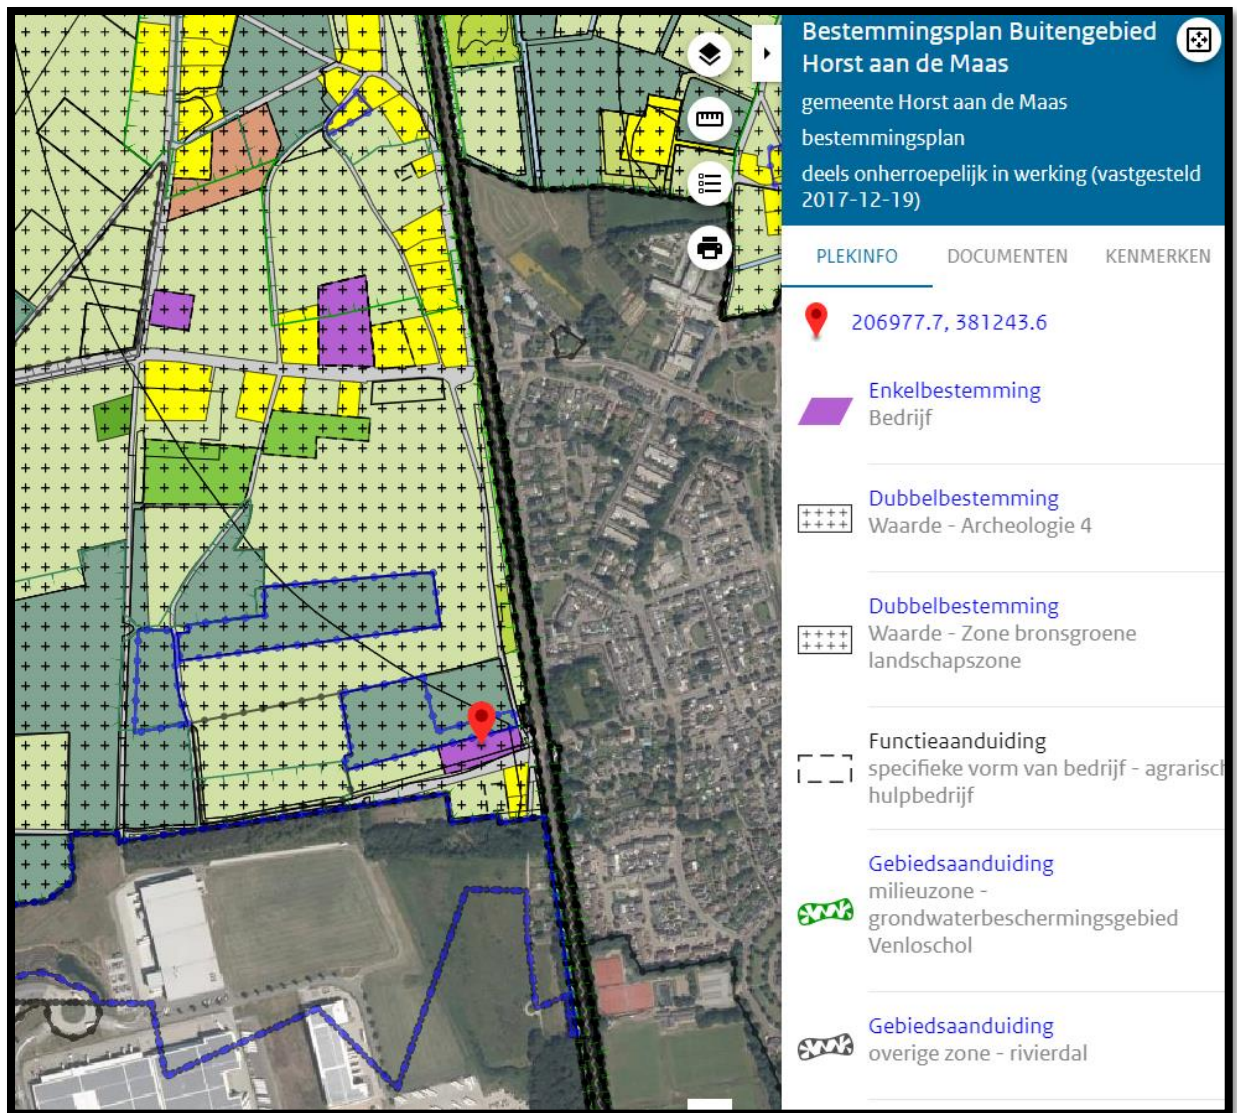 Bestemmingsplan Buitengebied
Horst aan de Maas
gemeente Horst aan de Maas
bestemmingsplan
deels onherroepelijk in werking (vastgesteld
2017-12-19)
PLEKINFO DOCUMENTEN KENMERKEN
206977.7, 381243.6
Enkelbestemming
Bedrijf
Dubbelbestemming
Waarde - Archeologie 4
Dubbelbestemming
Waarde - Zone bronsgroene
landschapszone
Functieaanduiding
specifieke vorm van bedrijf - agrarisch
hulpbedrijf
Gebiedsaanduiding
milieuzone -
grondwaterbeschermingsgebied
Venloschol
Gebiedsaanduiding
overige zone - rivierdal